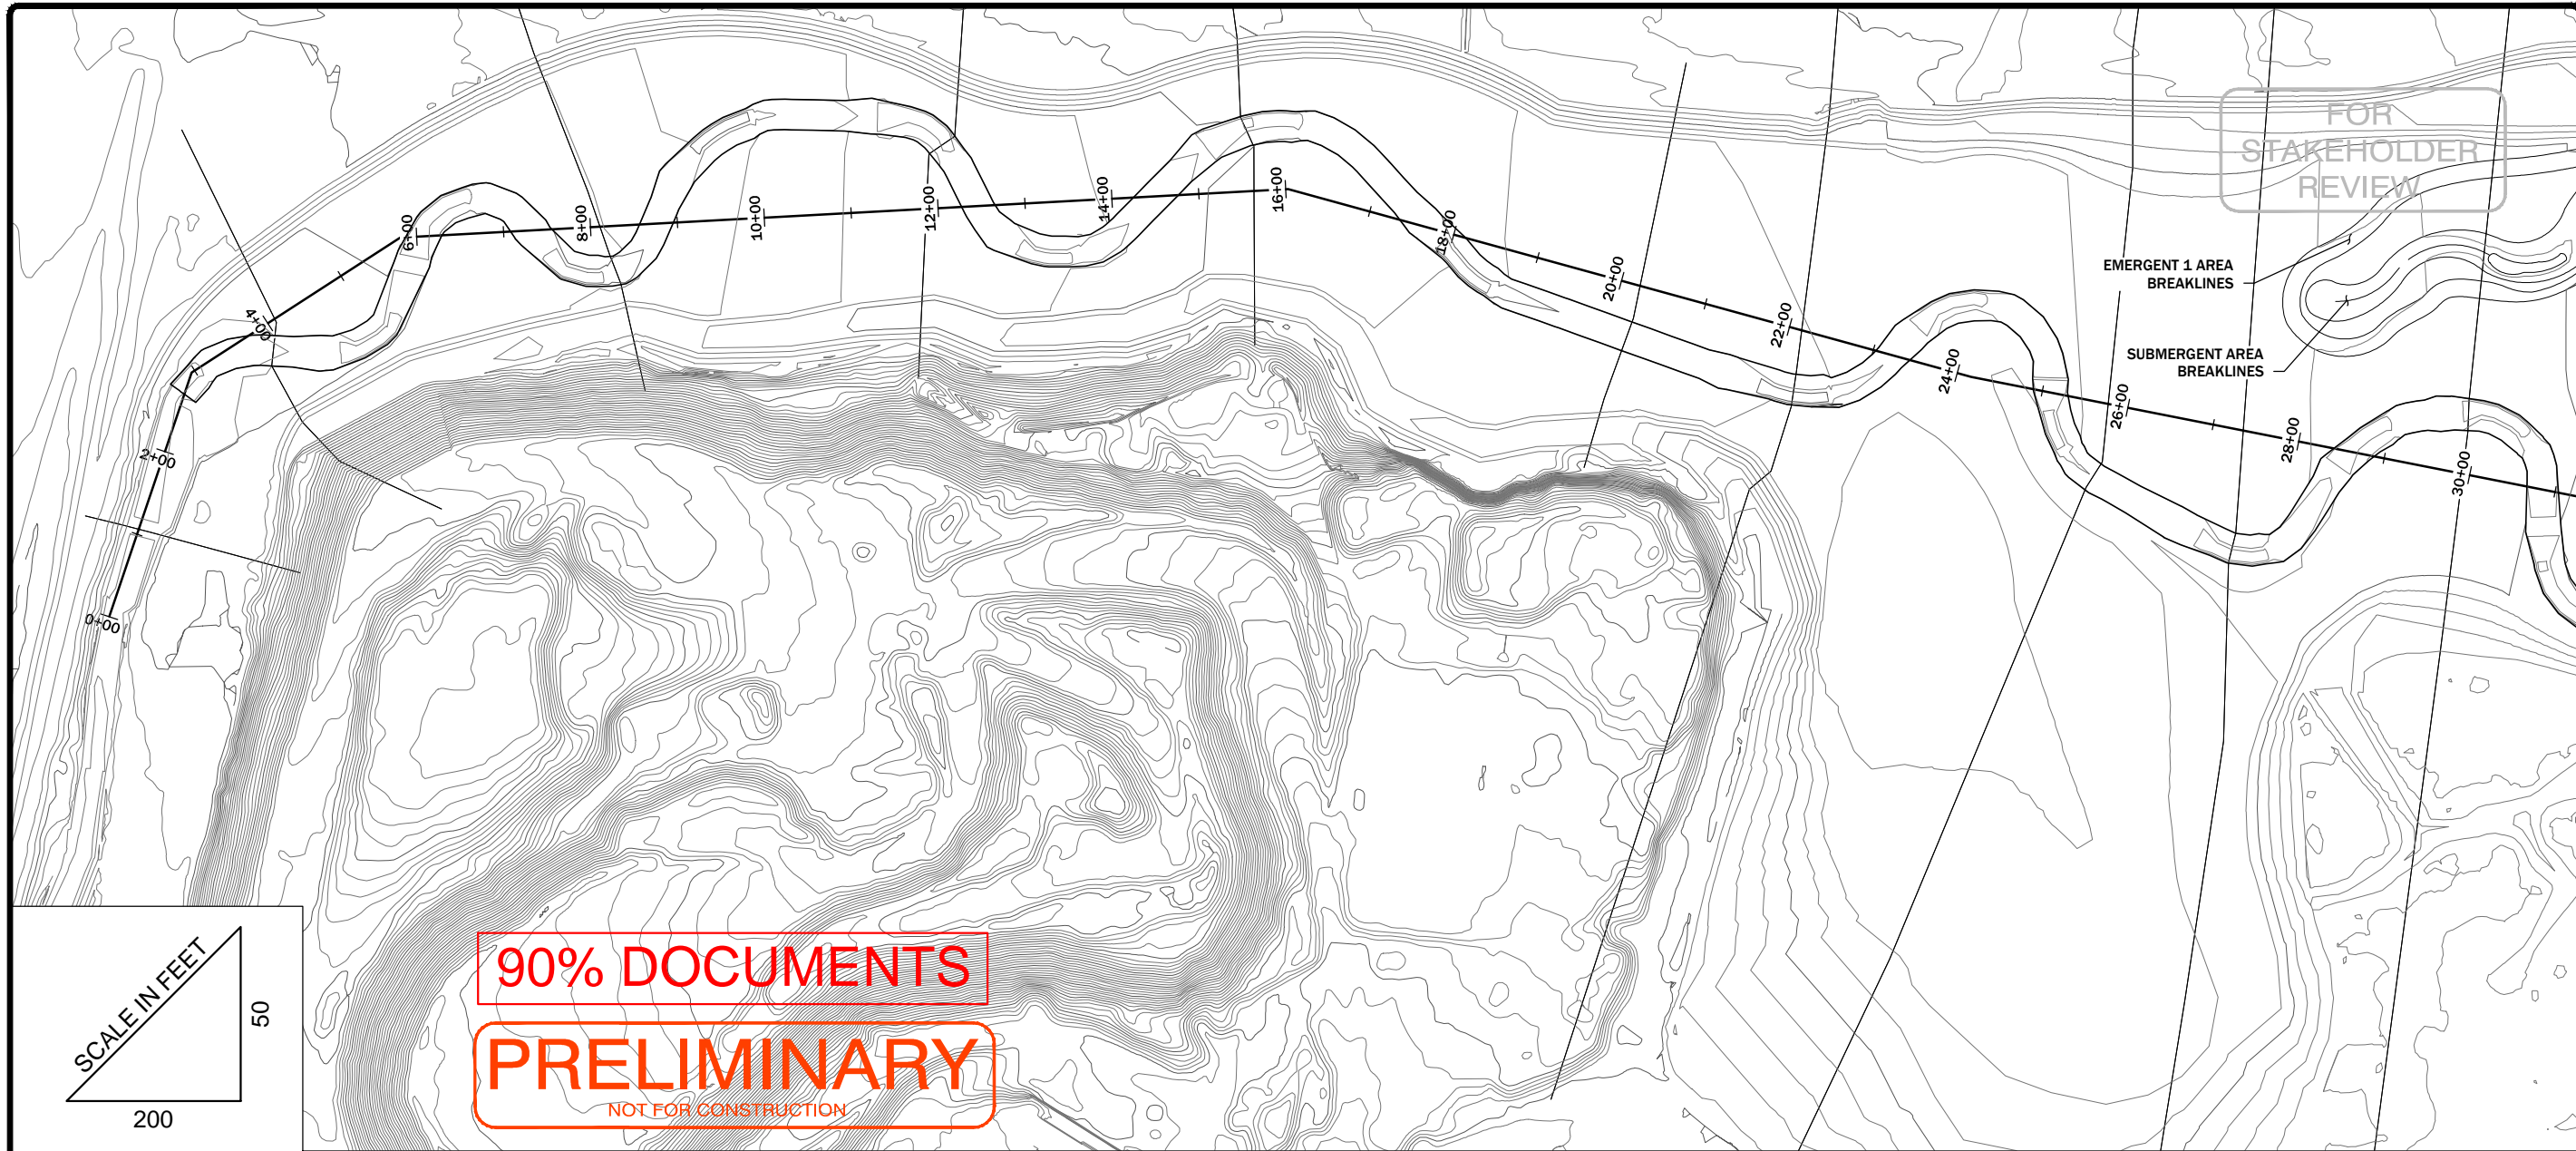 FOR
STAKEHOLDER
REVIEW
EMERGENT 1 AREA
BREAKLINES
SUBMERGENT AREA
BREAKLINES
0+00
2+00
4+00
6+00
8+00
10+00
12+00
14+00
16+00
18+00
20+00
22+00
24+00
26+00
28+00
30+00
SCALE IN FEET
50
200
90% DOCUMENTS
PRELIMINARY
NOT FOR CONSTRUCTION